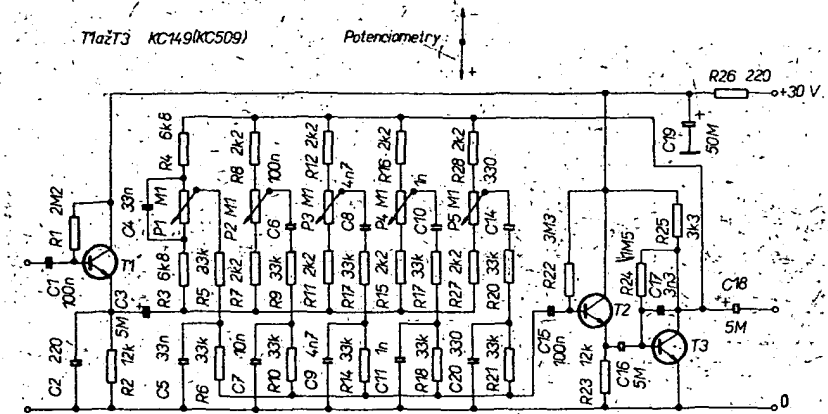 T1 až T3 KC149(KC509)
Potenciometry
−
+
R26 220
+30 V
C19
50M
R4 6k8
R8 2k2
R12 2k2
R16 2k2
R28 2k2
100n
4n7
1n
330
R1 2M2
C4 33n
P1 M1
P2 M1
P3 M1
P4 M1
P5 M1
C6
C8
C10
C14
R22 3M3
R25
3k3
T1
C1
100n
C3
5M
R3 6k8
R5 33k
R7 2k2
R9 33k
R11 2k2
R17 33k
R15 2k2
R17 33k
R27 2k2
R20 33k
R24 1M5
C17
3n3
C18
5M
T2
C15
100n
C2 220
R2 12k
C5 33n
R6 33k
C7 10n
R10 33k
C9 4n7
R14 33k
C11 1n
R18 33k
C20 330
R21 33k
R23 12k
C16
5M
T3
0